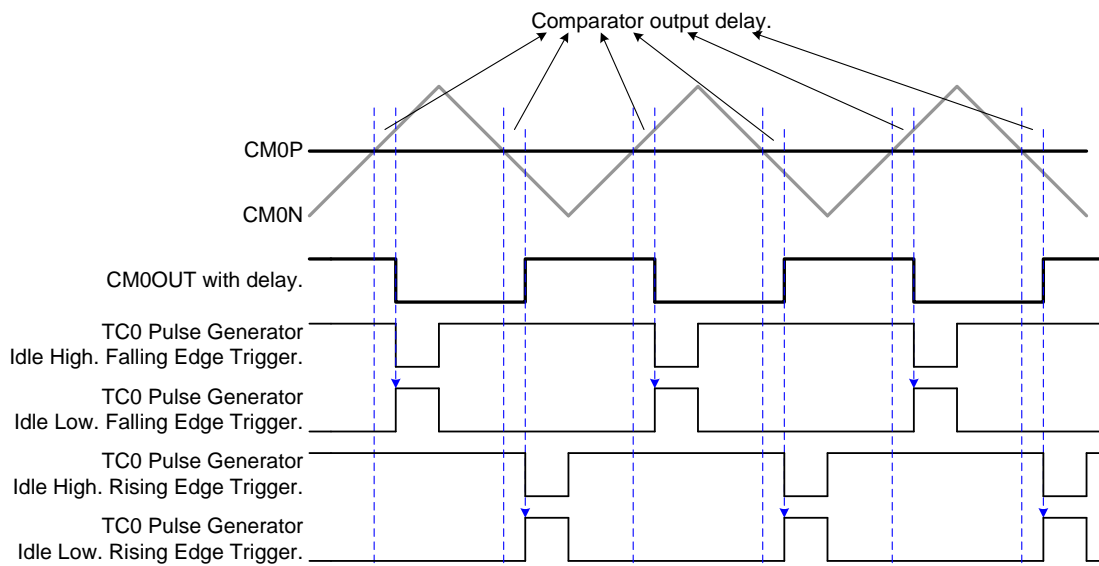 Comparator output delay.
CM0P
CM0N
CM0OUT with delay.
TC0 Pulse Generator
Idle High. Falling Edge Trigger.
TC0 Pulse Generator
Idle Low. Falling Edge Trigger.
TC0 Pulse Generator
Idle High. Rising Edge Trigger.
TC0 Pulse Generator
Idle Low. Rising Edge Trigger.